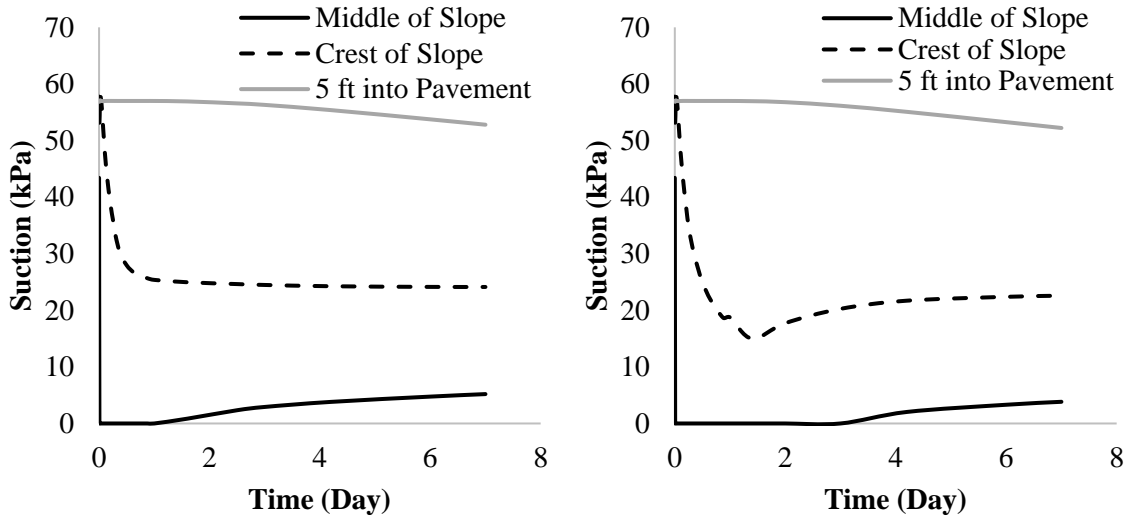 Middle of Slope
Crest of Slope
5 ft into Pavement
70
60
50
40
30
20
10
0
Suction (kPa)
0 2 4 6 8
Time (Day)
Middle of Slope
Crest of Slope
5 ft into Pavement
70
60
50
40
30
20
10
0
Suction (kPa)
0 2 4 6 8
Time (Day)